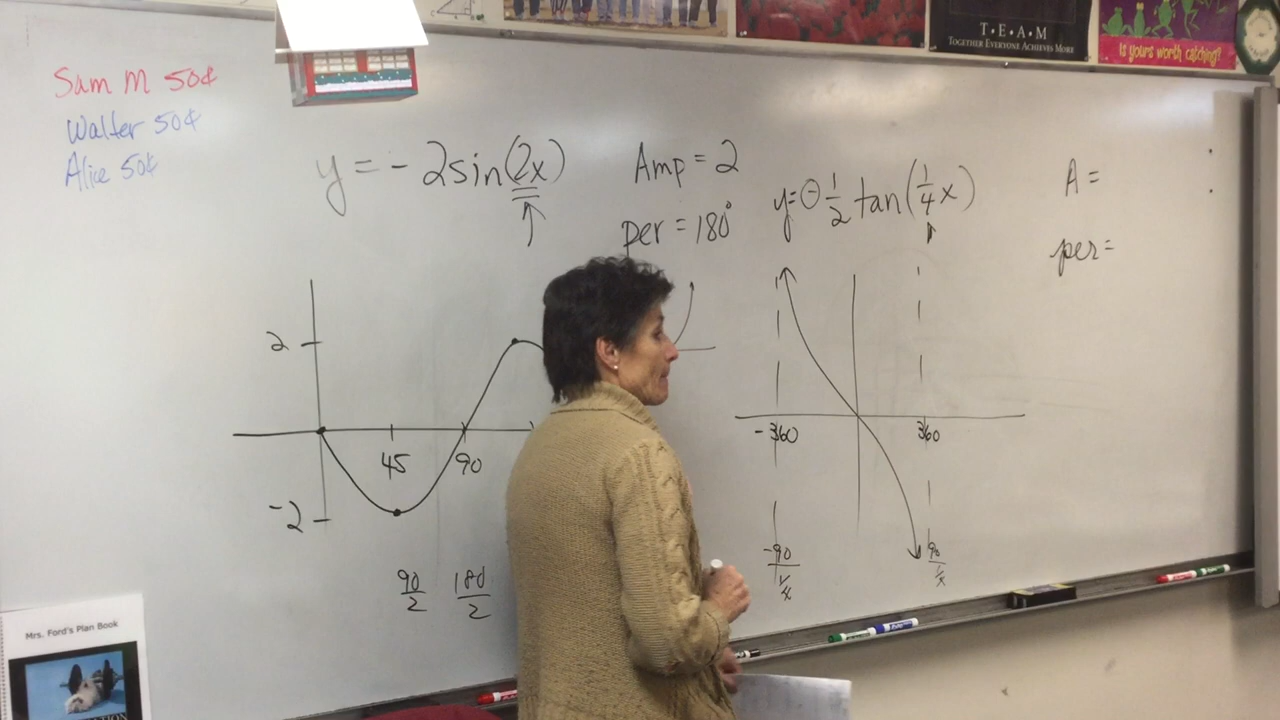 T·E·A·M
TOGETHER EVERYONE ACHIEVES MORE
Is yours worth catching?
Sam M 50¢
Walter 50¢
Alice 50¢
y = - 2sin(2x)
Amp = 2
per = 180°
y= - 1/2 tan(1/4 x)
A =
per=
2
-2
45
90
90/2
180/2
-360
360
-90/1/4
90/1/4
Mrs. Ford's Plan Book